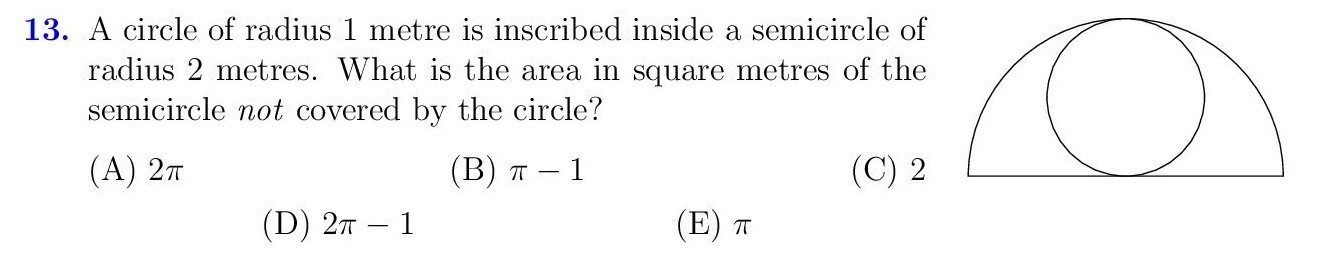 13. A circle of radius 1 metre is inscribed inside a semicircle of
radius 2 metres. What is the area in square metres of the
semicircle not covered by the circle?
(A) 2π (B) π − 1 (C) 2
(D) 2π − 1 (E) π